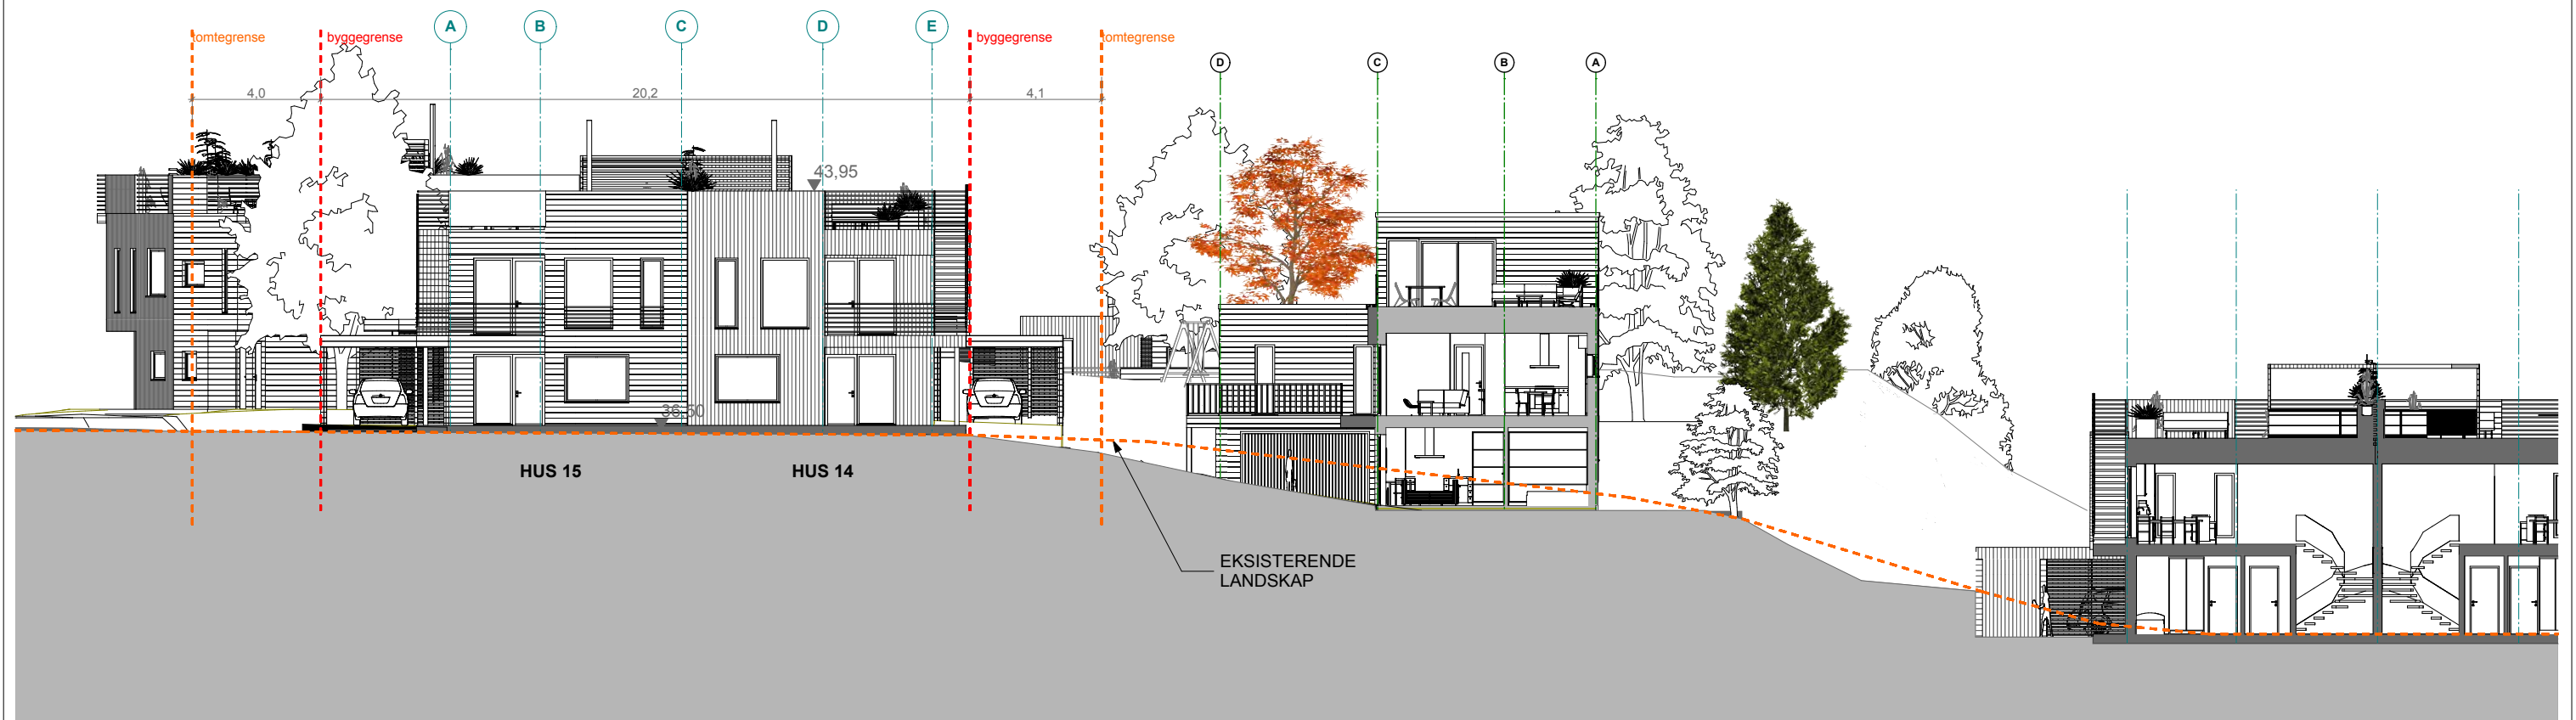 A B C D E
tomtegrense byggegrense byggegrense tomtegrense
D C B A
4,0 20,2 4,1
43,95
36,50
HUS 15 HUS 14
EKSISTERENDE
LANDSKAP